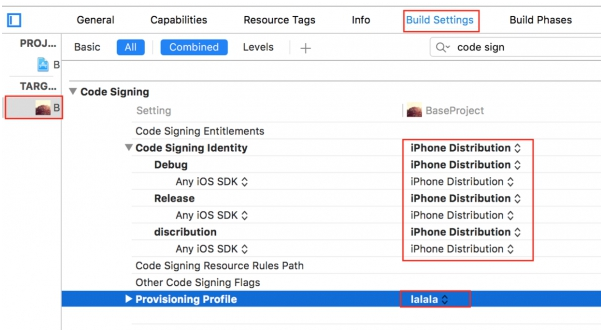 General Capabilities Resource Tags Info Build Settings Build Phases
PROJ... Basic All Combined Levels + code sign
B
TARG...
B
Code Signing
Setting BaseProject
Code Signing Entitlements
Code Signing Identity iPhone Distribution
Debug iPhone Distribution
Any iOS SDK iPhone Distribution
Release iPhone Distribution
Any iOS SDK iPhone Distribution
discribution iPhone Distribution
Any iOS SDK iPhone Distribution
Code Signing Resource Rules Path
Other Code Signing Flags
Provisioning Profile lalala